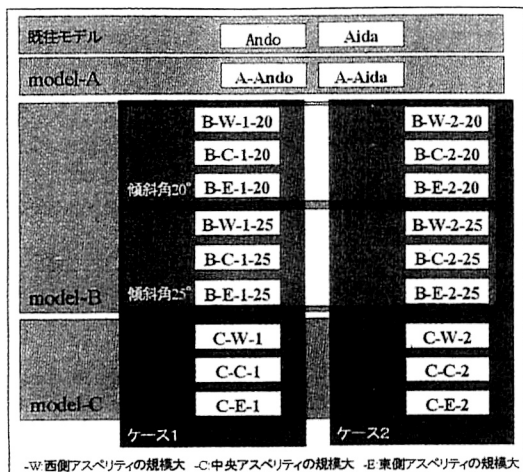 既往モデル Ando Aida
model-A A-Ando A-Aida
B-W-1-20 B-W-2-20
B-C-1-20 B-C-2-20
傾斜角20° B-E-1-20 B-E-2-20
B-W-1-25 B-W-2-25
B-C-1-25 B-C-2-25
model-B 傾斜角25° B-E-1-25 B-E-2-25
C-W-1 C-W-2
C-C-1 C-C-2
model-C C-E-1 C-E-2
ケース1 ケース2
-W:西側アスペリティの規模大 -C:中央アスペリティの規模大 -E:東側アスペリティの規模大